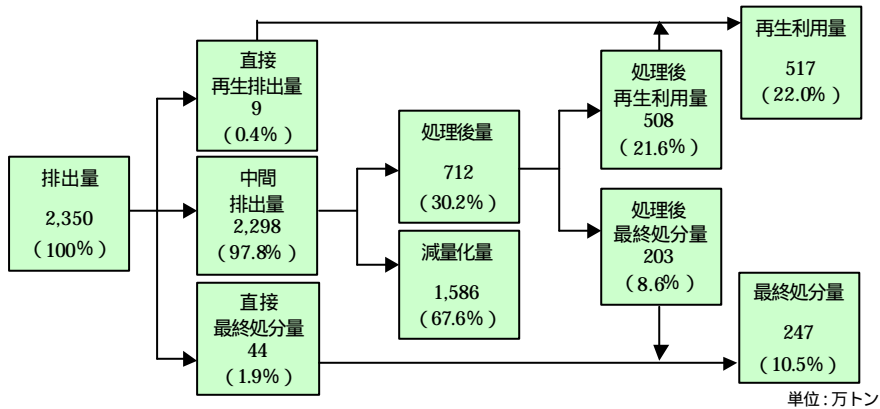 排出量
2,350
(100%)
直接
再生排出量
9
(0.4%)
中間
排出量
2,298
(97.8%)
直接
最終処分量
44
(1.9%)
処理後量
712
(30.2%)
減量化量
1,586
(67.6%)
処理後
再生利用量
508
(21.6%)
処理後
最終処分量
203
(8.6%)
再生利用量
517
(22.0%)
最終処分量
247
(10.5%)
単位:万トン